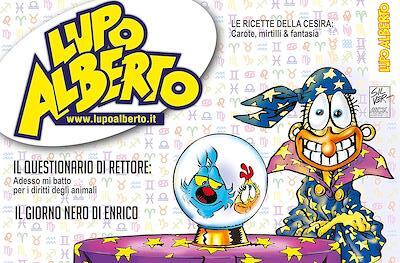 LUPO
ALBERTO
www.lupoalberto.it
LE RICETTE DELLA CESIRA:
Carote, mirtilli & fantasia
IL QUESTIONARIO DI RETTORE:
Adesso mi batto
per i diritti degli animali
IL GIORNO NERO DI ENRICO
LUPO ALBERTO
SILVER